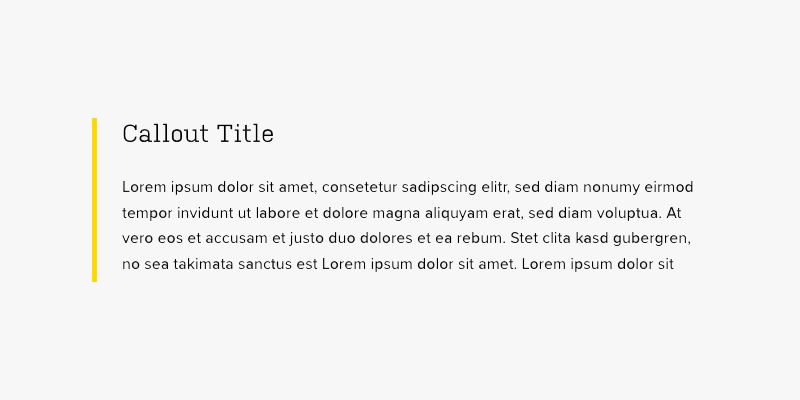 Callout Title
Lorem ipsum dolor sit amet, consetetur sadipscing elitr, sed diam nonumy eirmod
tempor invidunt ut labore et dolore magna aliquyam erat, sed diam voluptua. At
vero eos et accusam et justo duo dolores et ea rebum. Stet clita kasd gubergren,
no sea takimata sanctus est Lorem ipsum dolor sit amet. Lorem ipsum dolor sit